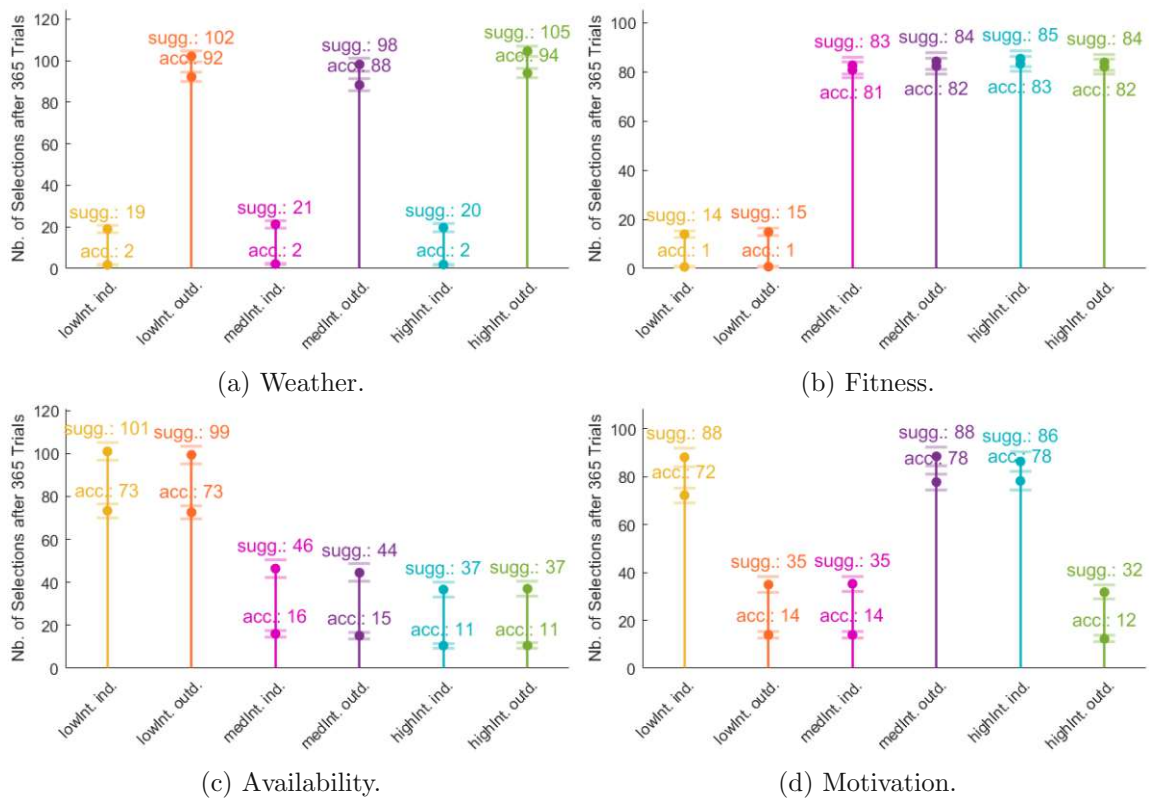 Nb. of Selections after 365 Trials
120
100
80
60
40
20
0
sugg.: 19
acc.: 2
sugg.: 102
acc.: 92
sugg.: 21
acc.: 2
sugg.: 98
acc.: 88
sugg.: 20
acc.: 2
sugg.: 105
acc.: 94
lowInt. ind.
lowInt. outd.
medInt. ind.
medInt. outd.
highInt. ind.
highInt. outd.
(a) Weather.
Nb. of Selections after 365 Trials
100
80
60
40
20
0
sugg.: 14
acc.: 1
sugg.: 15
acc.: 1
sugg.: 83
acc.: 81
sugg.: 84
acc.: 82
sugg.: 85
acc.: 83
sugg.: 84
acc.: 82
lowInt. ind.
lowInt. outd.
medInt. ind.
medInt. outd.
highInt. ind.
highInt. outd.
(b) Fitness.
Nb. of Selections after 365 Trials
120
100
80
60
40
20
0
sugg.: 101
acc.: 73
sugg.: 99
acc.: 73
sugg.: 46
acc.: 16
sugg.: 44
acc.: 15
sugg.: 37
acc.: 11
sugg.: 37
acc.: 11
lowInt. ind.
lowInt. outd.
medInt. ind.
medInt. outd.
highInt. ind.
highInt. outd.
(c) Availability.
Nb. of Selections after 365 Trials
100
80
60
40
20
0
sugg.: 88
acc.: 72
sugg.: 35
acc.: 14
sugg.: 35
acc.: 14
sugg.: 88
acc.: 78
sugg.: 86
acc.: 78
sugg.: 32
acc.: 12
lowInt. ind.
lowInt. outd.
medInt. ind.
medInt. outd.
highInt. ind.
highInt. outd.
(d) Motivation.